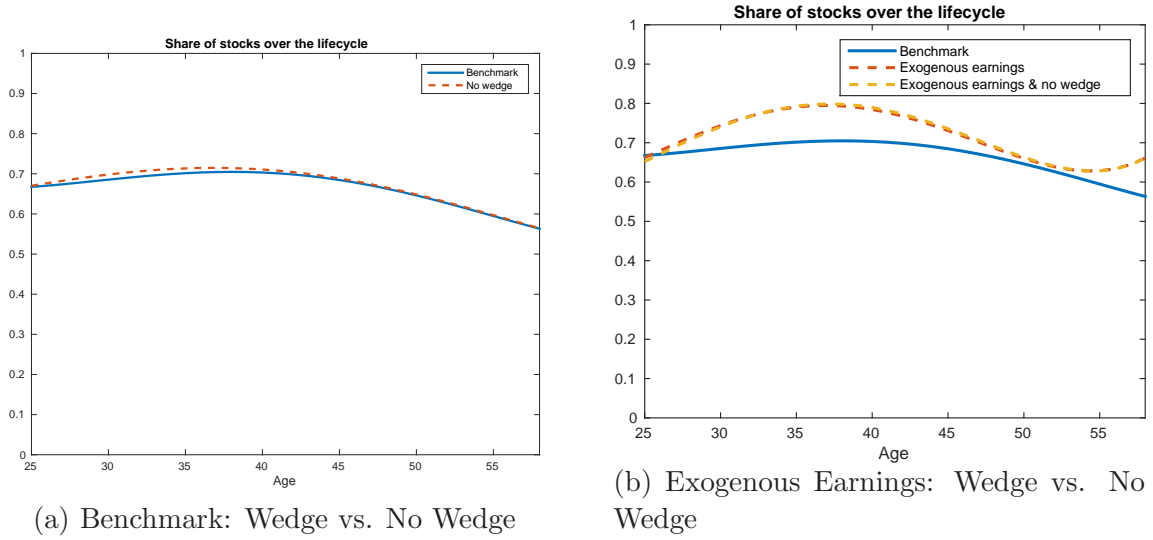 Share of stocks over the lifecycle
1
0.9
0.8
0.7
0.6
0.5
0.4
0.3
0.2
0.1
0
25 30 35 40 45 50 55
Age
Benchmark
No wedge
(a) Benchmark: Wedge vs. No Wedge
Share of stocks over the lifecycle
1
0.9
0.8
0.7
0.6
0.5
0.4
0.3
0.2
0.1
0
25 30 35 40 45 50 55
Age
Benchmark
Exogenous earnings
Exogenous earnings & no wedge
(b) Exogenous Earnings: Wedge vs. No
Wedge